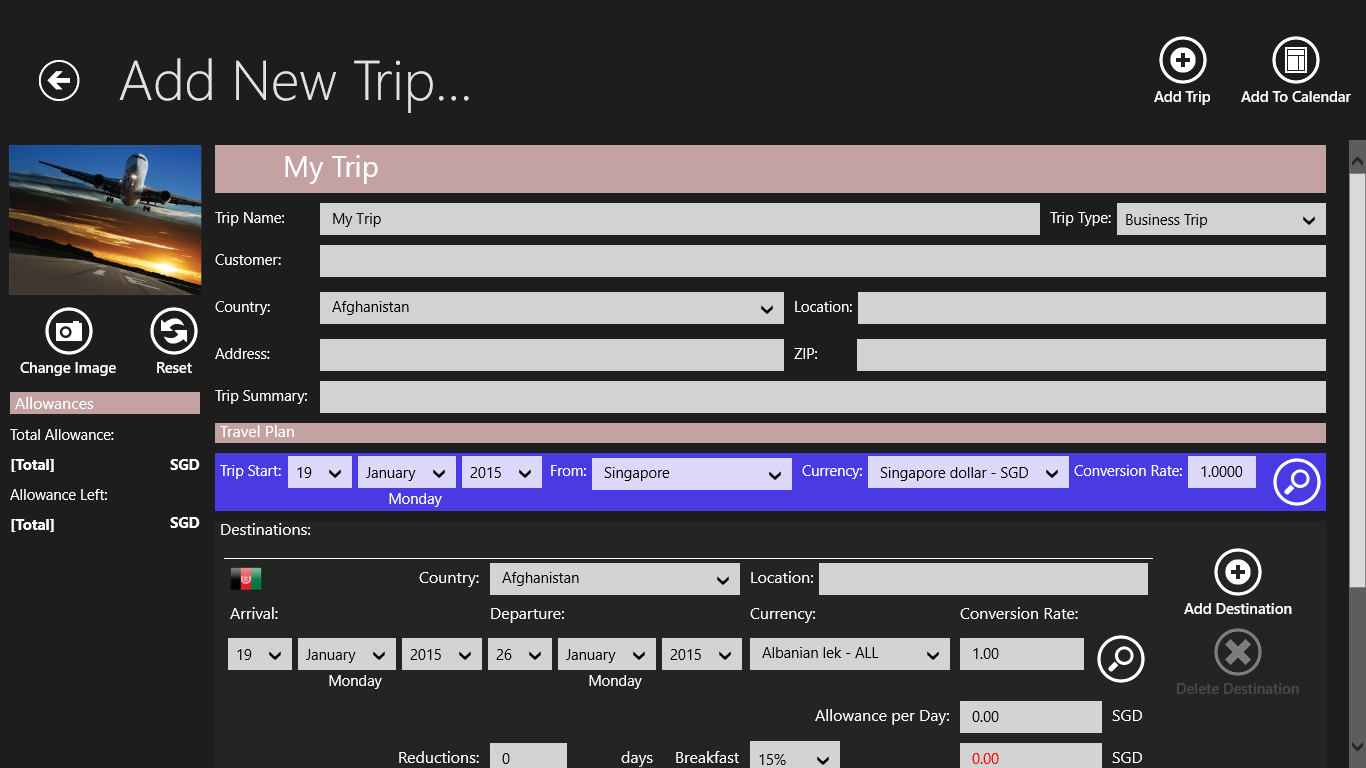 Add New Trip...
Add Trip
Add To Calendar
My Trip
Trip Name: My Trip Trip Type: Business Trip
Customer:
Country: Afghanistan Location:
Address: ZIP:
Trip Summary:
Change Image Reset
Allowances
Total Allowance:
[Total] SGD
Allowance Left:
[Total] SGD
Travel Plan
Trip Start: 19 January 2015 From: Singapore Currency: Singapore dollar - SGD Conversion Rate: 1.0000
Monday
Destinations:
Country: Afghanistan Location:
Arrival: Departure: Currency: Conversion Rate:
19 January 2015 26 January 2015 Albanian lek - ALL 1.00
Monday Monday
Add Destination
Delete Destination
Allowance per Day: 0.00 SGD
Reductions: 0 days Breakfast 15% 0.00 SGD